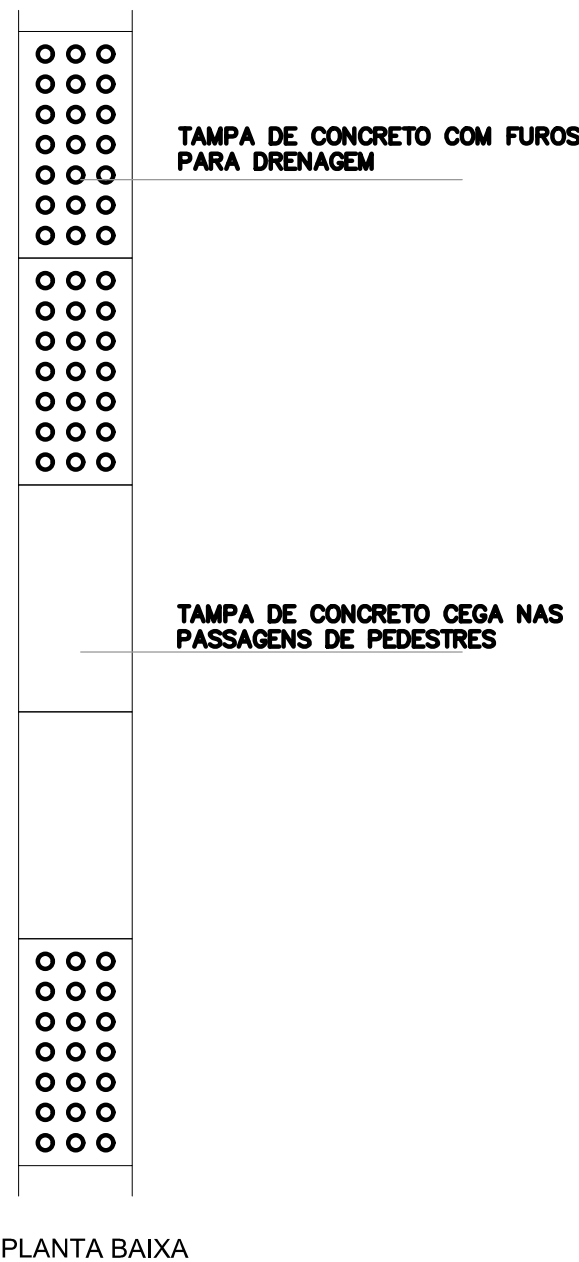 TAMPA DE CONCRETO COM FUROS
PARA DRENAGEM
TAMPA DE CONCRETO CEGA NAS
PASSAGENS DE PEDESTRES
PLANTA BAIXA